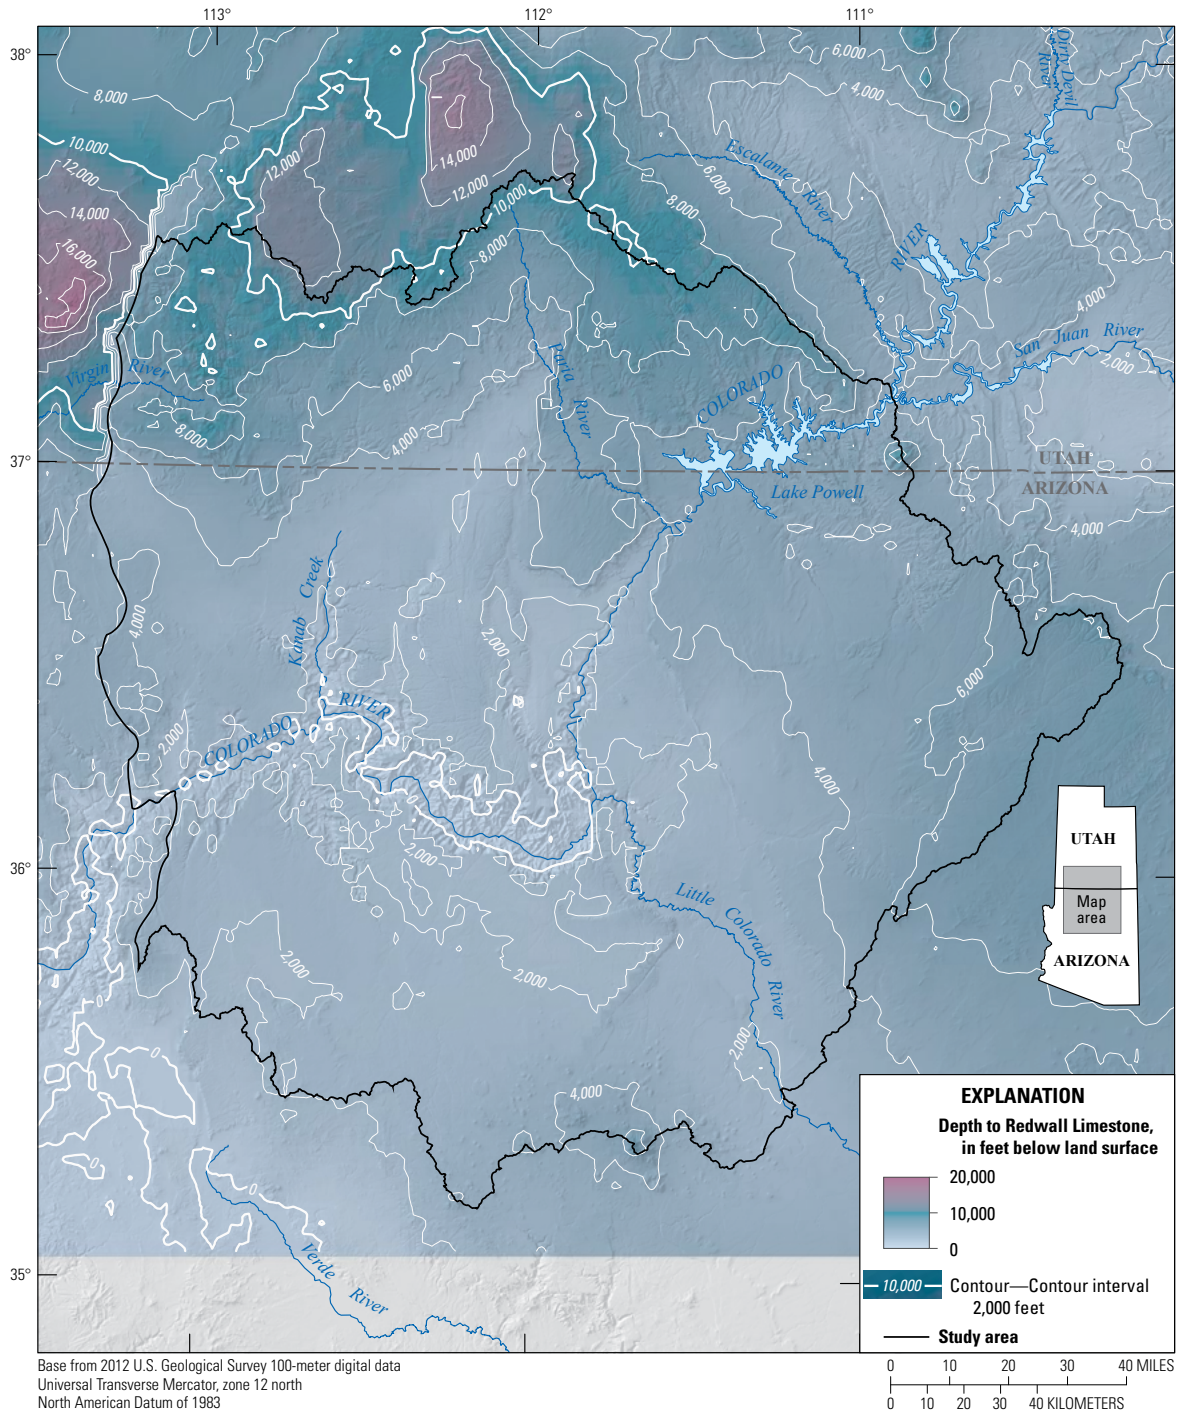 113°
112°
111°
38°
37°
36°
35°
8,000
10,000
12,000
14,000
16,000
12,000
14,000
12,000
10,000
8,000
6,000
4,000
Dirty Devil
River
Escalante River
6,000
8,000
RIVER
4,000
San Juan River
2,000
Virgin River
8,000
6,000
4,000
Paria River
COLORADO
Lake Powell
UTAH
ARIZONA
4,000
Kanab Creek
4,000
2,000
6,000
2,000
COLORADO
RIVER
4,000
0
2,000
Little Colorado River
2,000
2,000
2,000
4,000
0
0
0
0
Verde River
UTAH
Map
area
ARIZONA
EXPLANATION
Depth to Redwall Limestone,
in feet below land surface
20,000
10,000
0
10,000 Contour—Contour interval
2,000 feet
Study area
0 10 20 30 40 MILES
0 10 20 30 40 KILOMETERS
Base from 2012 U.S. Geological Survey 100-meter digital data
Universal Transverse Mercator, zone 12 north
North American Datum of 1983